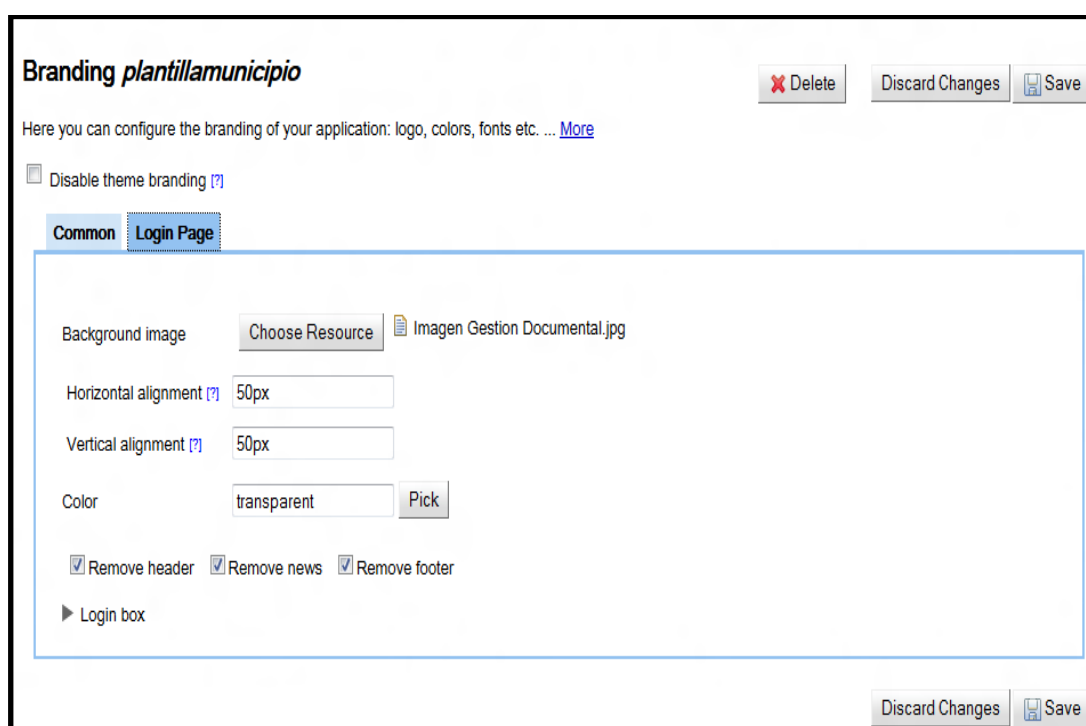 Branding plantillamunicipio
Delete Discard Changes Save
Here you can configure the branding of your application: logo, colors, fonts etc. ... More
Disable theme branding [?]
Common Login Page
Background image Choose Resource Imagen Gestion Documental.jpg
Horizontal alignment [?] 50px
Vertical alignment [?] 50px
Color transparent Pick
Remove header Remove news Remove footer
Login box
Discard Changes Save